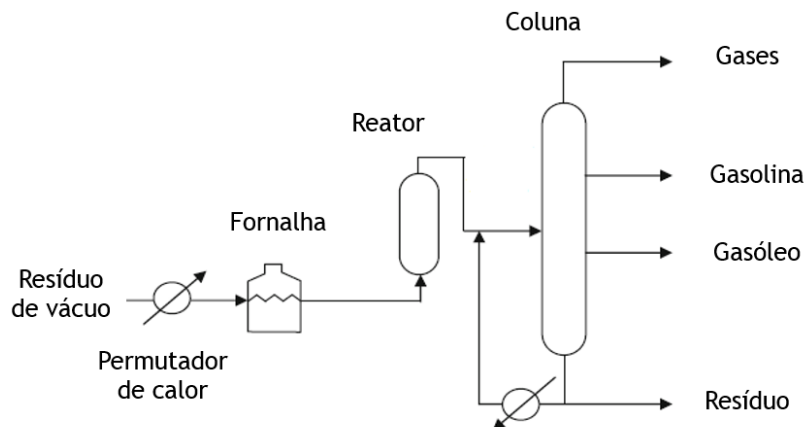 Coluna
Gases
Reator
Gasolina
Fornalha
Gasóleo
Resíduo
de vácuo
Permutador
de calor
Resíduo